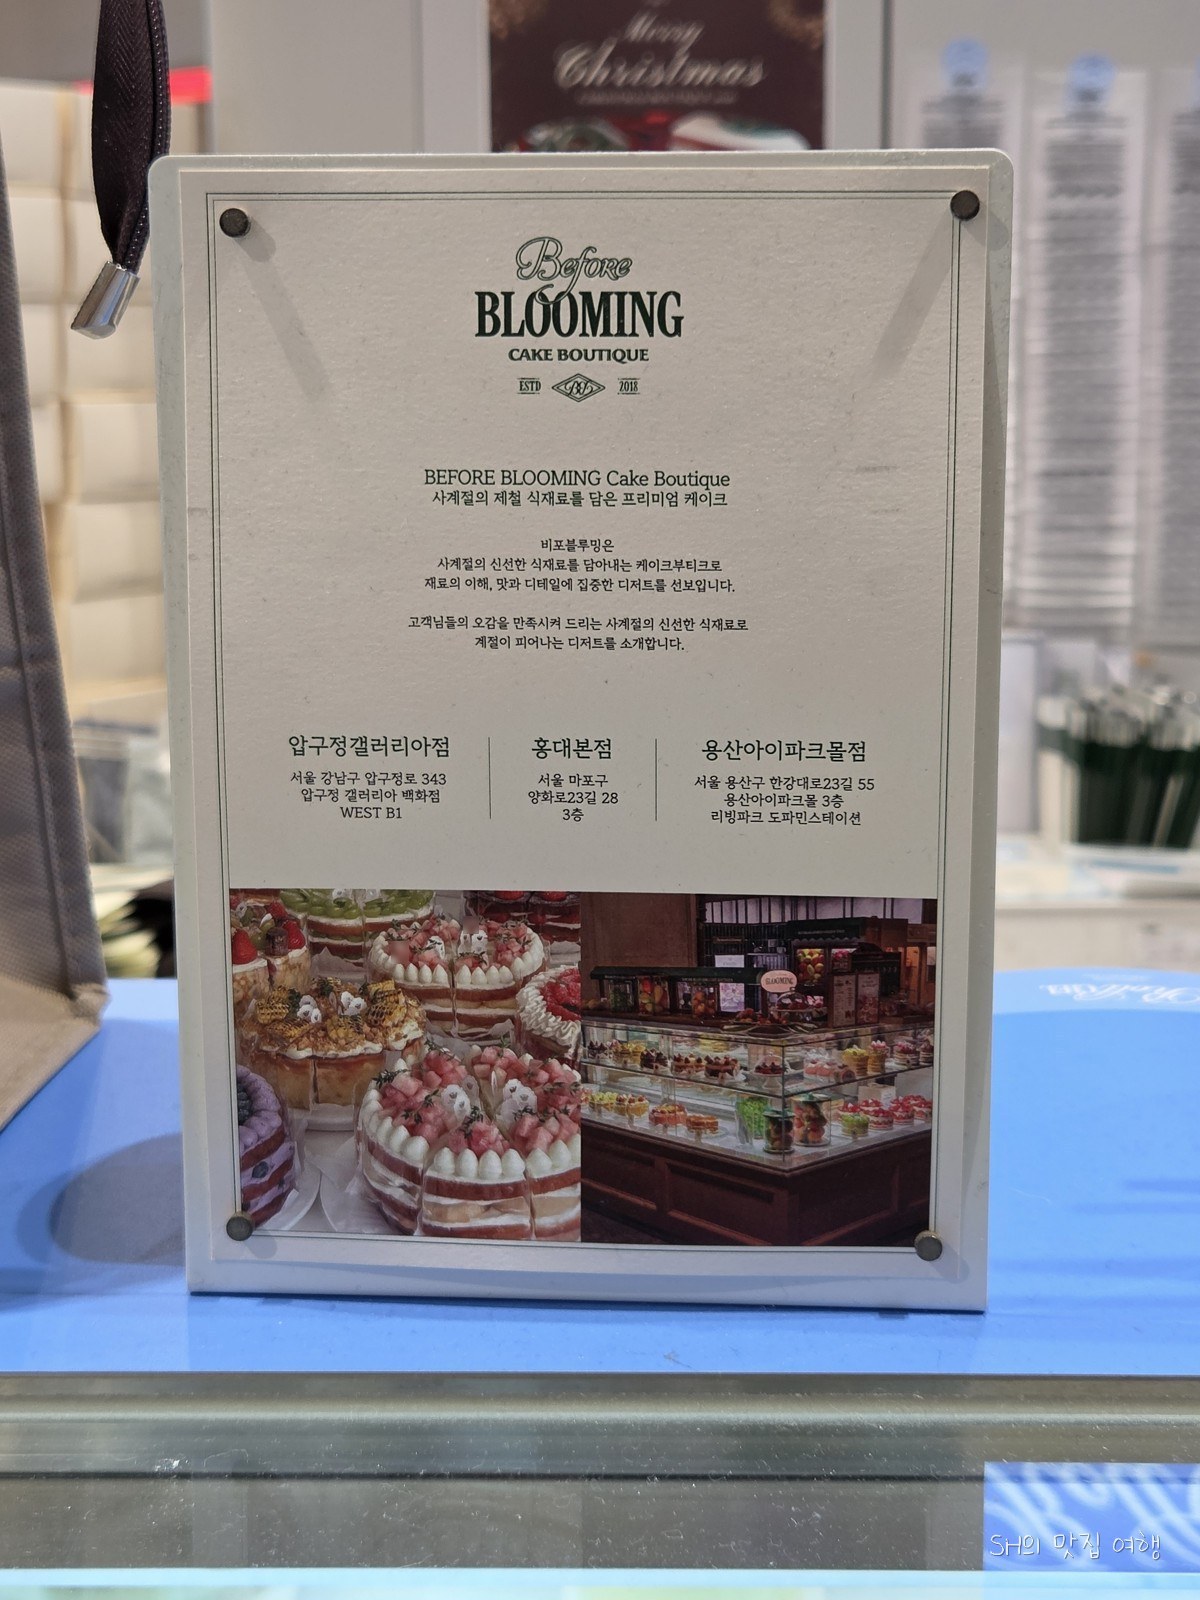 Merry
Christmas
Before
BLOOMING
CAKE BOUTIQUE
ESTD
BB
2018
BEFORE BLOOMING Cake Boutique
사계절의 제철 식재료를 담은 프리미엄 케이크
비포블루밍은
사계절의 신선한 식재료를 담아내는 케이크부티크로
재료의 이해, 맛과 디테일에 집중한 디저트를 선보입니다.
고객님들의 오감을 만족시켜 드리는 사계절의 신선한 식재료로
계절이 피어나는 디저트를 소개합니다.
압구정갤러리아점
서울 강남구 압구정로 343
압구정 갤러리아 백화점
WEST B1
홍대본점
서울 마포구
양화로23길 28
3층
용산아이파크몰점
서울 용산구 한강대로23길 55
용산아이파크몰 3층
리빙파크 도파민스테이션
BLOOMING
SH의 맛집 여행